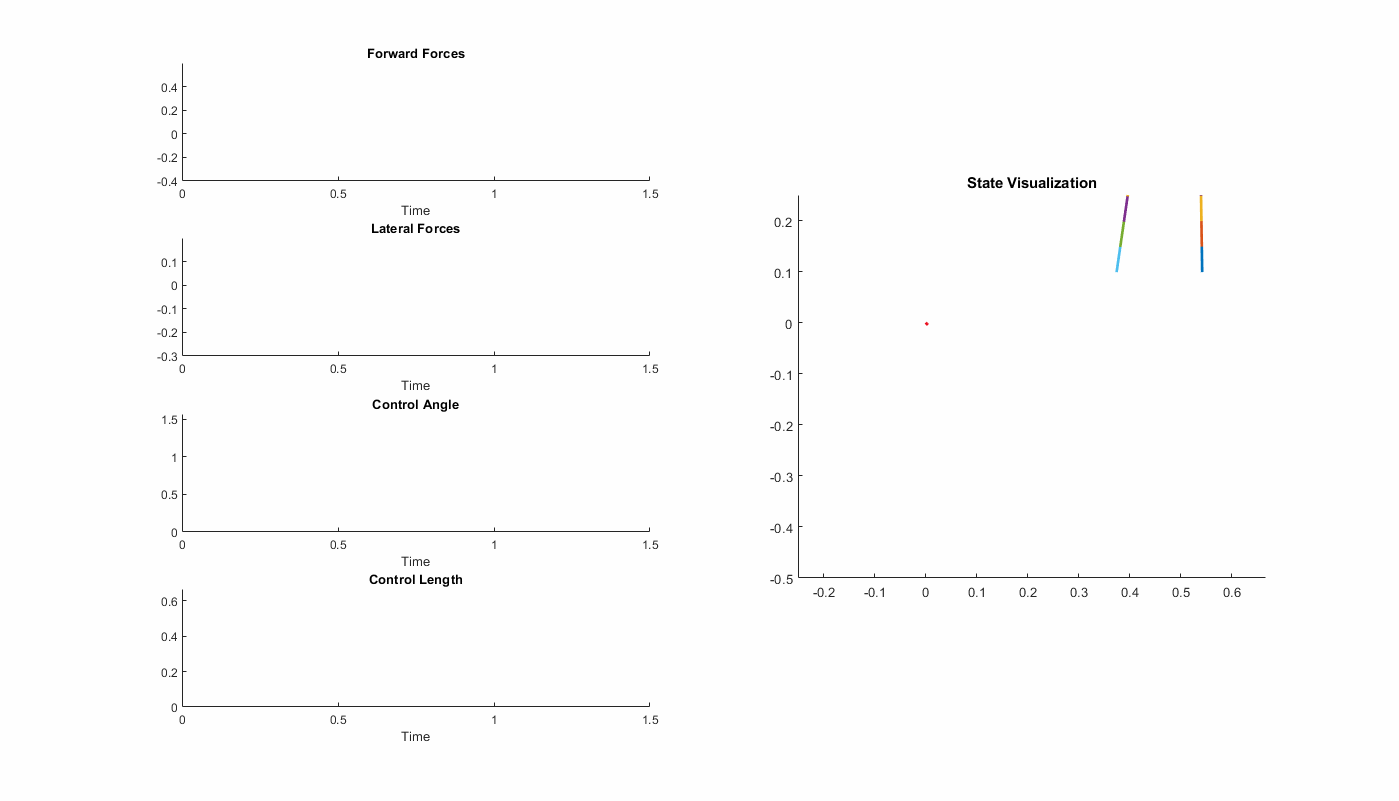 Forward Forces
0.4
0.2
0
-0.2
-0.4
0 0.5 1 1.5
Time
Lateral Forces
0.1
0
-0.1
-0.2
-0.3
0 0.5 1 1.5
Time
Control Angle
1.5
1
0.5
0
0 0.5 1 1.5
Time
Control Length
0.6
0.4
0.2
0
0 0.5 1 1.5
Time
State Visualization
0.2
0.1
0
-0.1
-0.2
-0.3
-0.4
-0.5
-0.2 -0.1 0 0.1 0.2 0.3 0.4 0.5 0.6